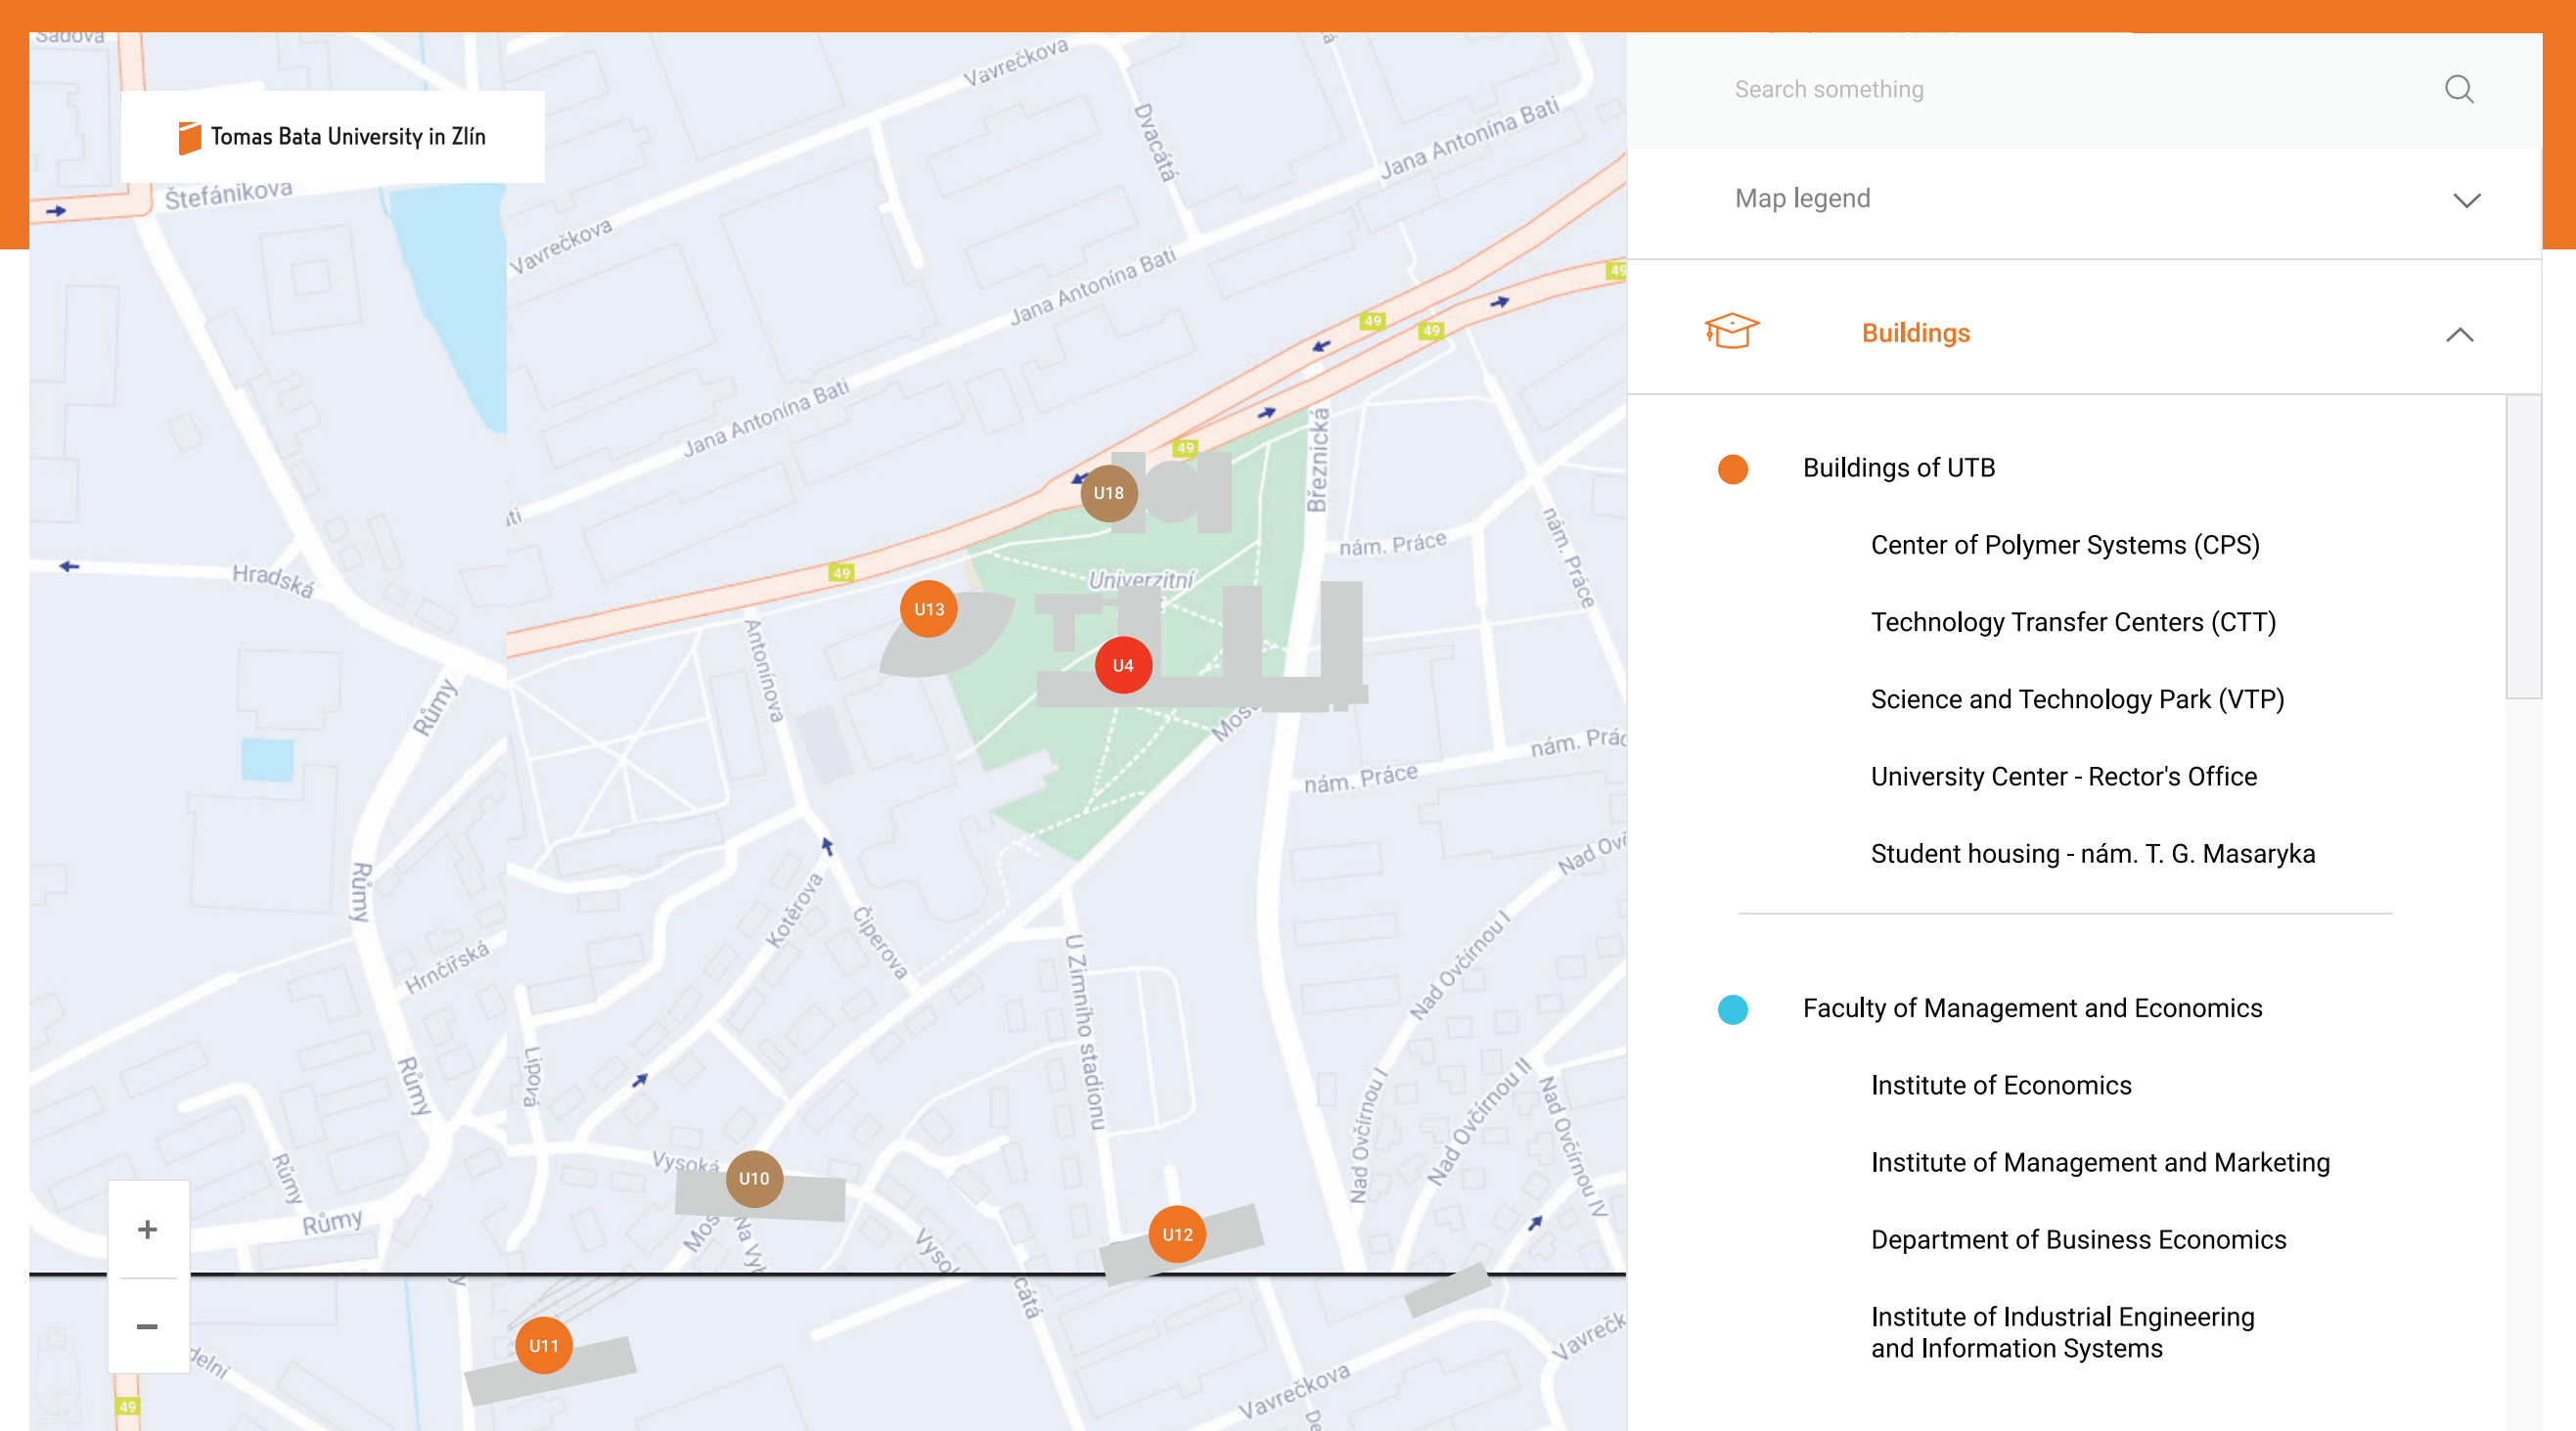 Sadova
Tomas Bata University in Zlín
Štefánikova
Vavrečkova
Dvacátá
Jana Antonína Bati
Vavrečkova
Jana Antonína Bati
49
49
49
Jana Antonína Bati
49
Březnická
U18
nám. Práce
nám. Práce
Hradská
49
Univerzitní
U13
Antonínova
U4
Růmy
nám. Práce
Růmy
Kotěrova
Čiperova
Hrnčířská
U Zimního stadionu
Nad Ovčírnou I
Lipová
Růmy
Nad Ovčírnou I
Nad Ovčírnou II
Nad Ovčírnou IV
Vysoká
U10
Růmy
Růmy
U12
U11
Vavrečkova
49
+
−
Search something
Map legend
Buildings
Buildings of UTB
Center of Polymer Systems (CPS)
Technology Transfer Centers (CTT)
Science and Technology Park (VTP)
University Center - Rector's Office
Student housing - nám. T. G. Masaryka
Faculty of Management and Economics
Institute of Economics
Institute of Management and Marketing
Department of Business Economics
Institute of Industrial Engineering
and Information Systems